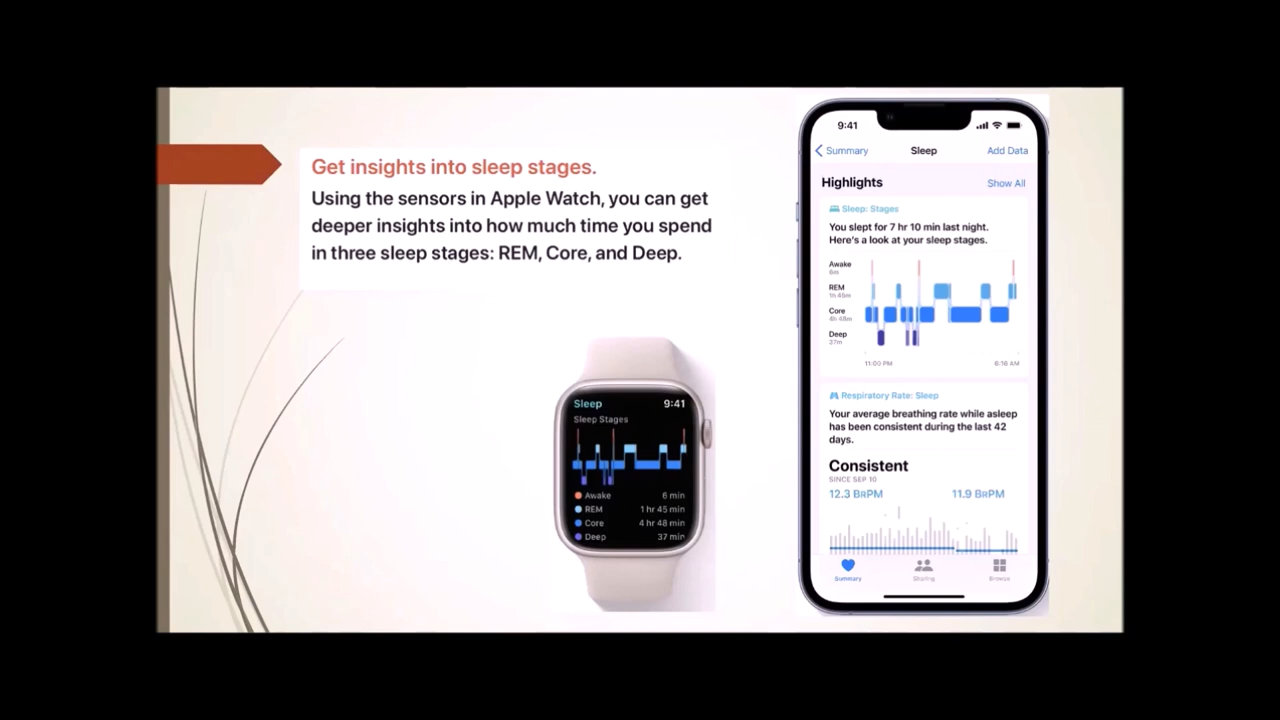 Get insights into sleep stages.
Using the sensors in Apple Watch, you can get
deeper insights into how much time you spend
in three sleep stages: REM, Core, and Deep.
Sleep 9:41
Sleep Stages
Awake 6 min
REM 1 hr 45 min
Core 4 hr 48 min
Deep 37 min
9:41
Summary Sleep Add Data
Highlights Show All
Sleep: Stages
You slept for 7 hr 10 min last night.
Here's a look at your sleep stages.
Awake
6m
REM
1h 45m
Core
4h 48m
Deep
37m
11:00 PM 6:16 AM
Respiratory Rate: Sleep
Your average breathing rate while asleep
has been consistent during the last 42
days.
Consistent
SINCE SEP 10
12.3 BRPM 11.9 BRPM
Summary Sharing Browse